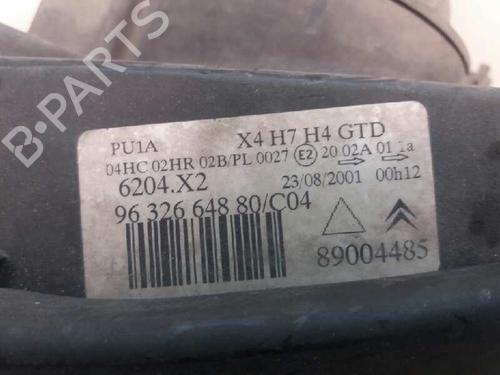 B-PARTS
PU1A X4 H7 H4 GTD
04HC 02HR 02B/PL 0027 E2 20 02A 01 1a
6204.X2 23/08/2001 00h12
96 326 648 80/C04
89004485